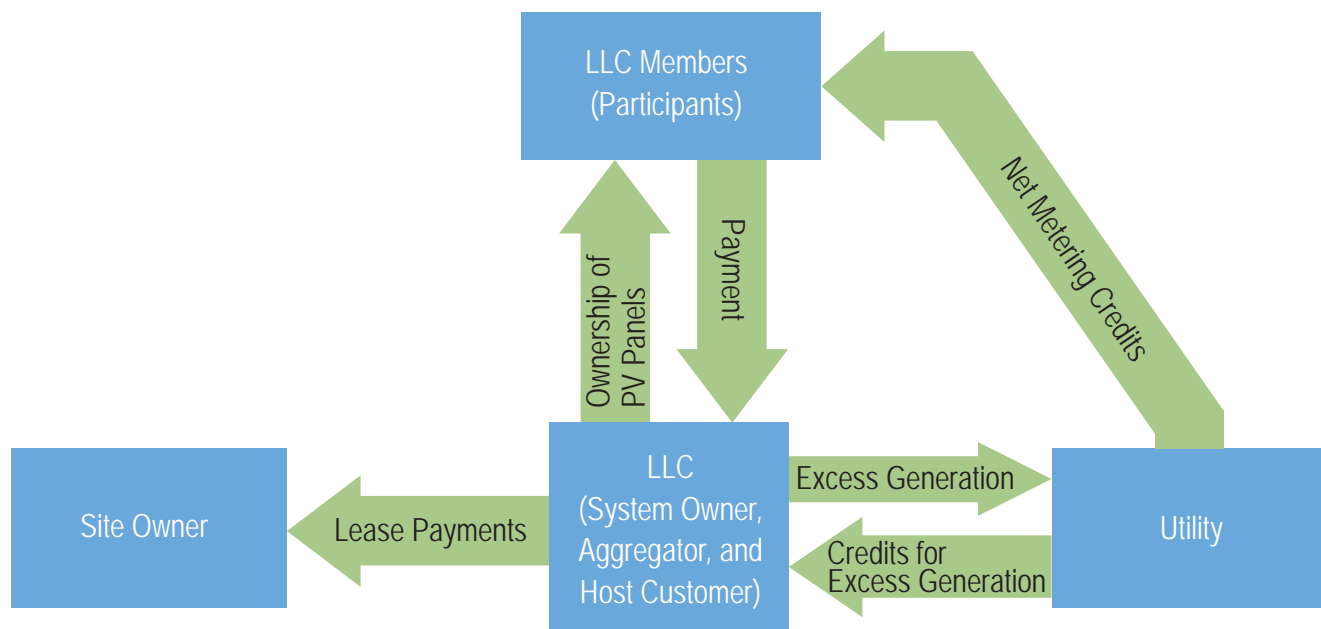 LLC Members
(Participants)
Net Metering Credits
Ownership of
PV Panels
Payment
Site Owner
Lease Payments
LLC
(System Owner,
Aggregator, and
Host Customer)
Excess Generation
Credits for
Excess Generation
Utility